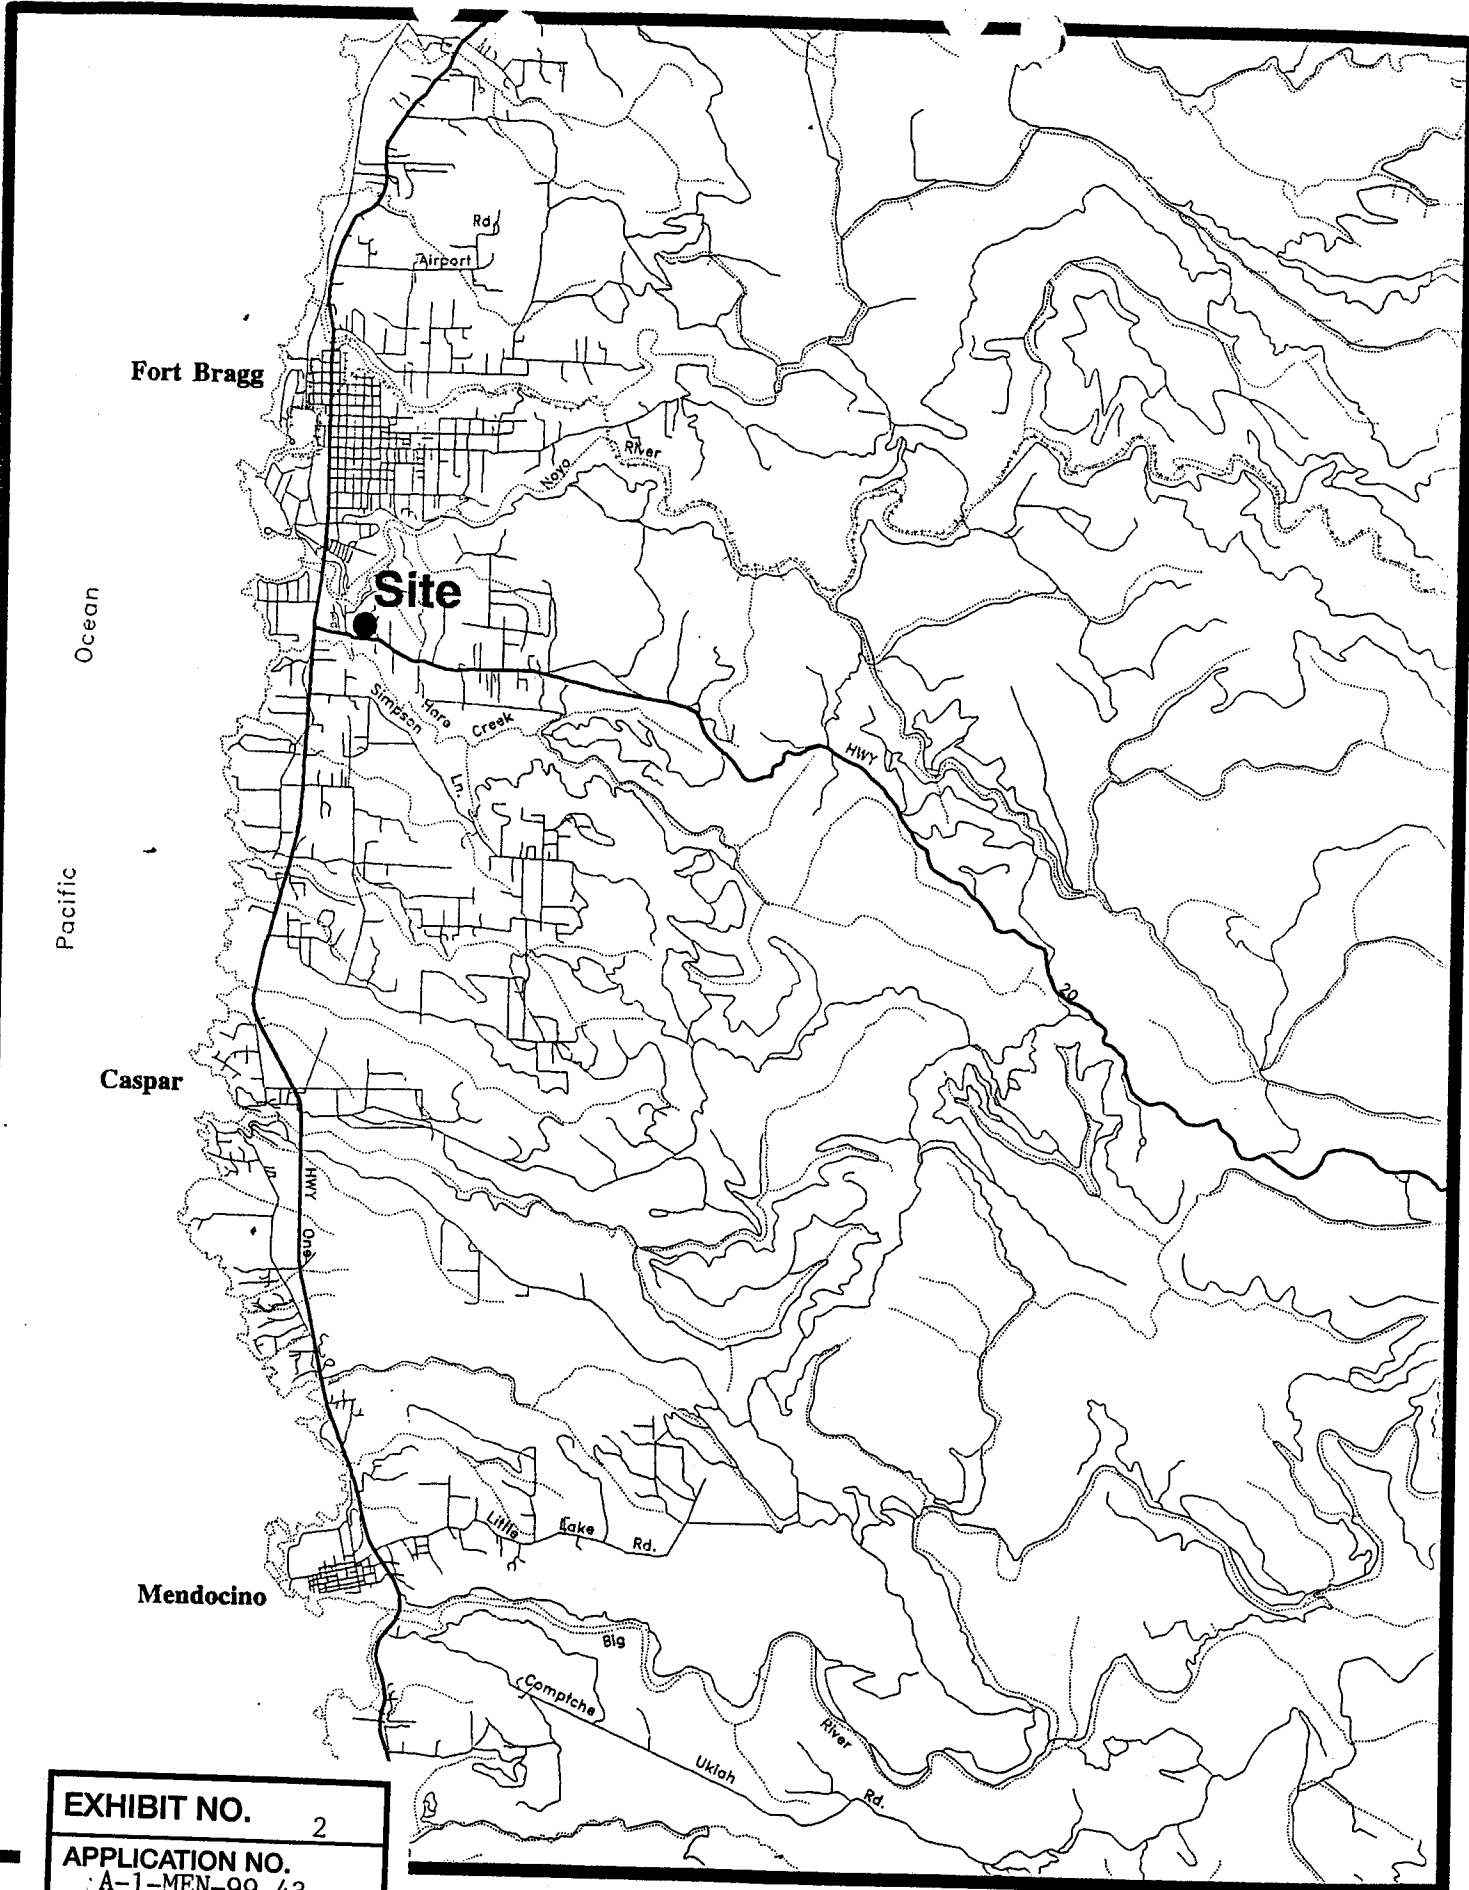 Rd.
Airport
Fort Bragg
River
Noyo
Site
Ocean
Simpson
Hare
Creek
Ln.
HWY
Pacific
20
Caspar
HWY
One
Little Lake Rd.
Mendocino
Big
Comptche
River
Ukiah
Rd.
EXHIBIT NO. 2
APPLICATION NO.